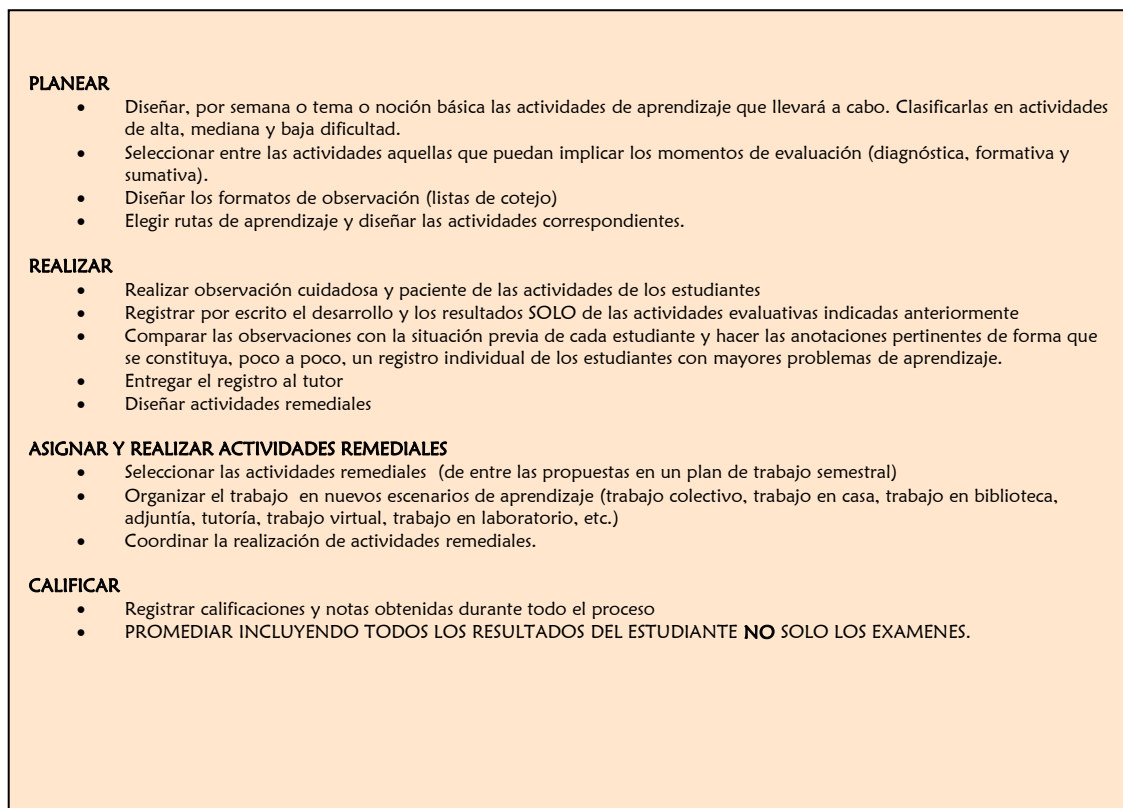 PLANEAR
• Diseñar, por semana o tema o noción básica las actividades de aprendizaje que llevará a cabo. Clasificarlas en actividades
de alta, mediana y baja dificultad.
• Seleccionar entre las actividades aquellas que puedan implicar los momentos de evaluación (diagnóstica, formativa y
sumativa).
• Diseñar los formatos de observación (listas de cotejo)
• Elegir rutas de aprendizaje y diseñar las actividades correspondientes.
REALIZAR
• Realizar observación cuidadosa y paciente de las actividades de los estudiantes
• Registrar por escrito el desarrollo y los resultados SOLO de las actividades evaluativas indicadas anteriormente
• Comparar las observaciones con la situación previa de cada estudiante y hacer las anotaciones pertinentes de forma que
se constituya, poco a poco, un registro individual de los estudiantes con mayores problemas de aprendizaje.
• Entregar el registro al tutor
• Diseñar actividades remediales
ASIGNAR Y REALIZAR ACTIVIDADES REMEDIALES
• Seleccionar las actividades remediales (de entre las propuestas en un plan de trabajo semestral)
• Organizar el trabajo en nuevos escenarios de aprendizaje (trabajo colectivo, trabajo en casa, trabajo en biblioteca,
adjuntía, tutoría, trabajo virtual, trabajo en laboratorio, etc.)
• Coordinar la realización de actividades remediales.
CALIFICAR
• Registrar calificaciones y notas obtenidas durante todo el proceso
• PROMEDIAR INCLUYENDO TODOS LOS RESULTADOS DEL ESTUDIANTE NO SOLO LOS EXAMENES.